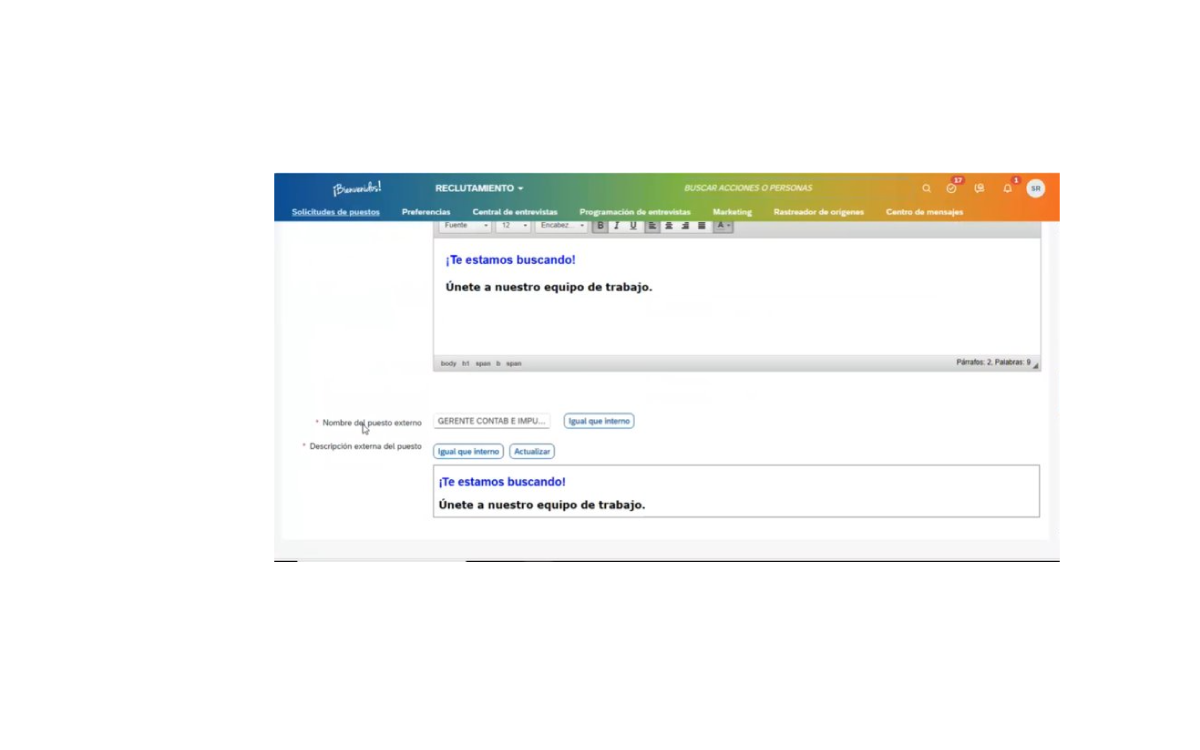 ¡Bienvenidos!
RECLUTAMIENTO
BUSCAR ACCIONES O PERSONAS
17
1
SR
Solicitudes de puestos Preferencias Central de entrevistas Programación de entrevistas Marketing Rastreador de orígenes Centro de mensajes
Fuente 12 Encabez... B I U A
¡Te estamos buscando!
Únete a nuestro equipo de trabajo.
body h1 span b span
Párrafos: 2, Palabras: 9
* Nombre del puesto externo GERENTE CONTAB E IMPU... Igual que interno
* Descripción externa del puesto Igual que interno Actualizar
¡Te estamos buscando!
Únete a nuestro equipo de trabajo.